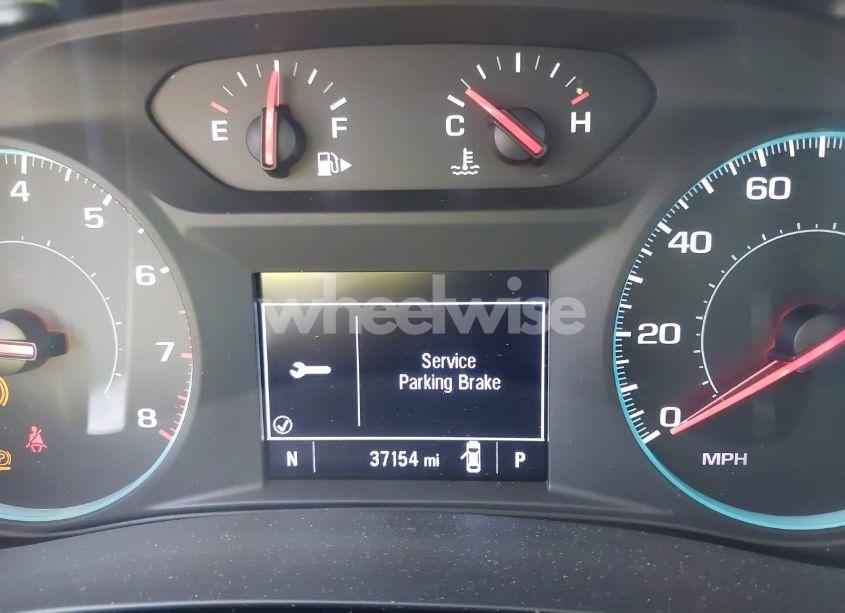 E F
C H
4
5
6
7
8
60
40
20
0
MPH
wheelwise
Service
Parking Brake
N 37154 mi P